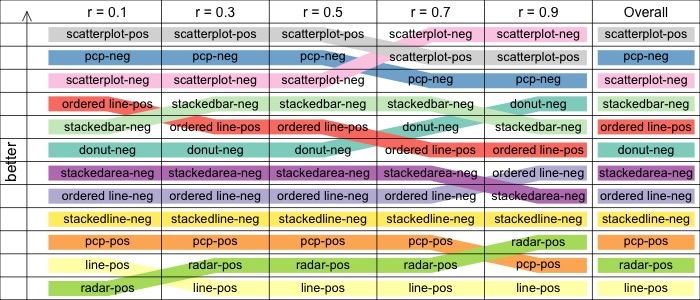 r = 0.1 r = 0.3 r = 0.5 r = 0.7 r = 0.9 Overall
scatterplot-pos scatterplot-pos scatterplot-pos scatterplot-neg scatterplot-neg scatterplot-pos
pcp-neg pcp-neg pcp-neg scatterplot-pos scatterplot-pos pcp-neg
scatterplot-neg scatterplot-neg scatterplot-neg pcp-neg pcp-neg scatterplot-neg
ordered line-pos stackedbar-neg stackedbar-neg stackedbar-neg donut-neg stackedbar-neg
stackedbar-neg ordered line-pos ordered line-pos donut-neg stackedbar-neg ordered line-pos
donut-neg donut-neg donut-neg ordered line-pos ordered line-pos donut-neg
stackedarea-neg stackedarea-neg stackedarea-neg stackedarea-neg ordered line-neg stackedarea-neg
ordered line-neg ordered line-neg ordered line-neg ordered line-neg stackedarea-neg ordered line-neg
stackedline-neg stackedline-neg stackedline-neg stackedline-neg stackedline-neg stackedline-neg
pcp-pos pcp-pos pcp-pos pcp-pos radar-pos pcp-pos
line-pos radar-pos radar-pos radar-pos pcp-pos radar-pos
radar-pos line-pos line-pos line-pos line-pos line-pos
better